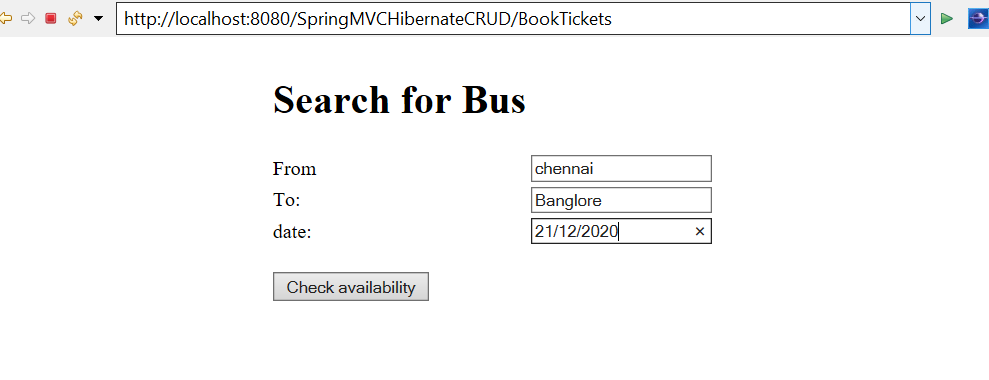 http://localhost:8080/SpringMVCHibernateCRUD/BookTickets
Search for Bus
From chennai
To: Banglore
date: 21/12/2020
Check availability